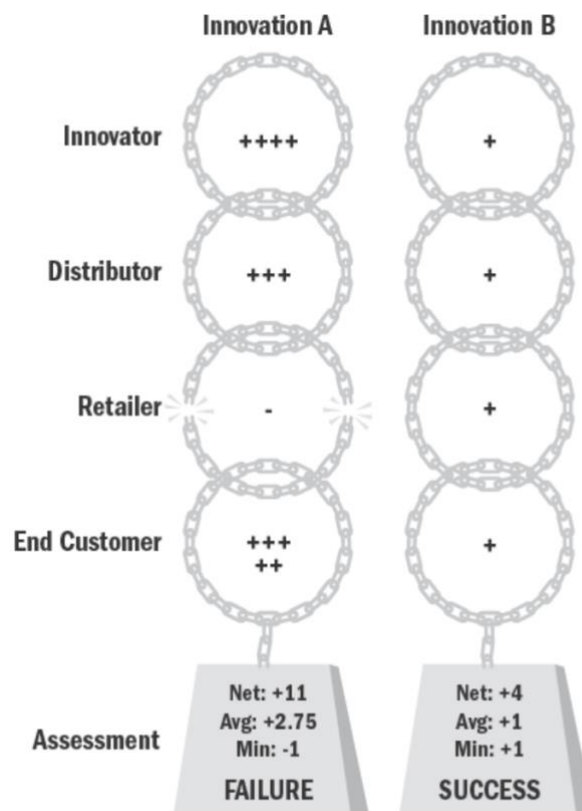 Innovation A Innovation B
Innovator ++++ +
Distributor +++ +
Retailer - +
End Customer +++ +
++
Assessment
Net: +11 Net: +4
Avg: +2.75 Avg: +1
Min: -1 Min: +1
FAILURE SUCCESS